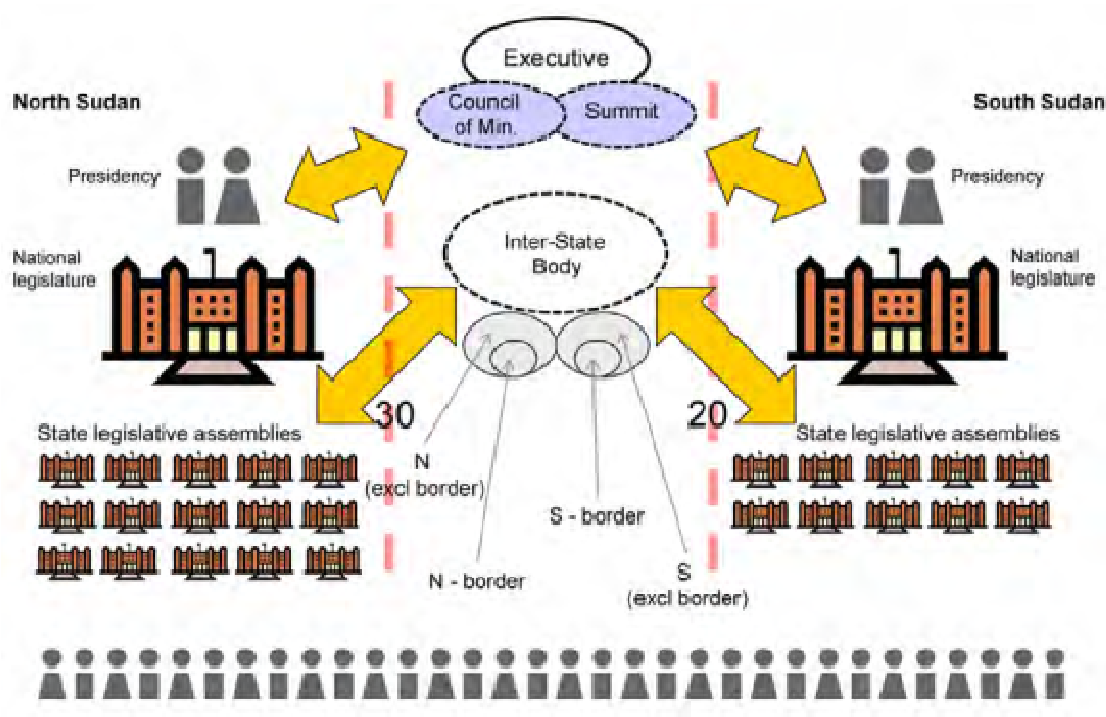 Executive
North Sudan
South Sudan
Council
of Min.
Summit
Presidency
Presidency
National
legislature
Inter-State
Body
National
legislature
30
20
State legislative assemblies
State legislative assemblies
N
(excl border)
S - border
N - border
S
(excl border)